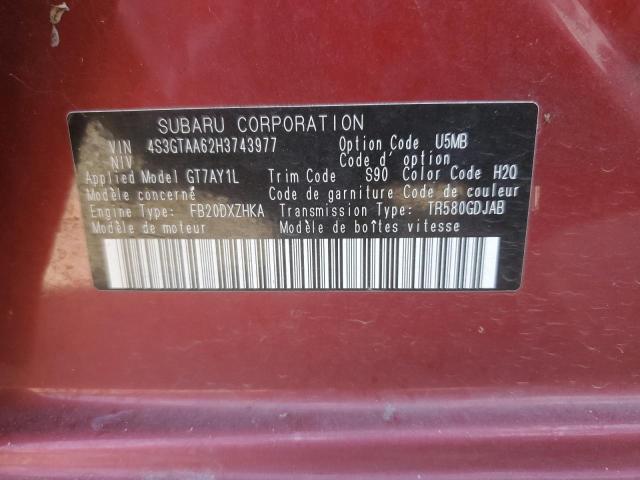 SUBARU CORPORATION
VIN 4S3GTAA62H3743977 Option Code U5MB
NIV Code d' option
Applied Model GT7AY1L Trim Code S90 Color Code H2Q
Modèle concerné Code de garniture Code de couleur
Engine Type: FB20DXZHKA Transmission Type: TR580GDJAB
Modèle de moteur Modèle de boîtes vitesse